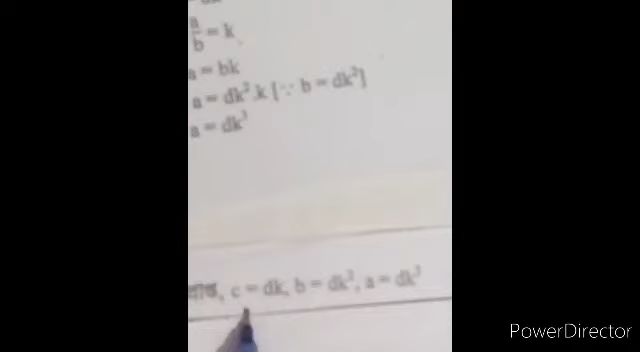 a/b = k
a = bk
a = dk².k [∵ b = dk²]
a = dk³
c = dk, b = dk², a = dk³
PowerDirector